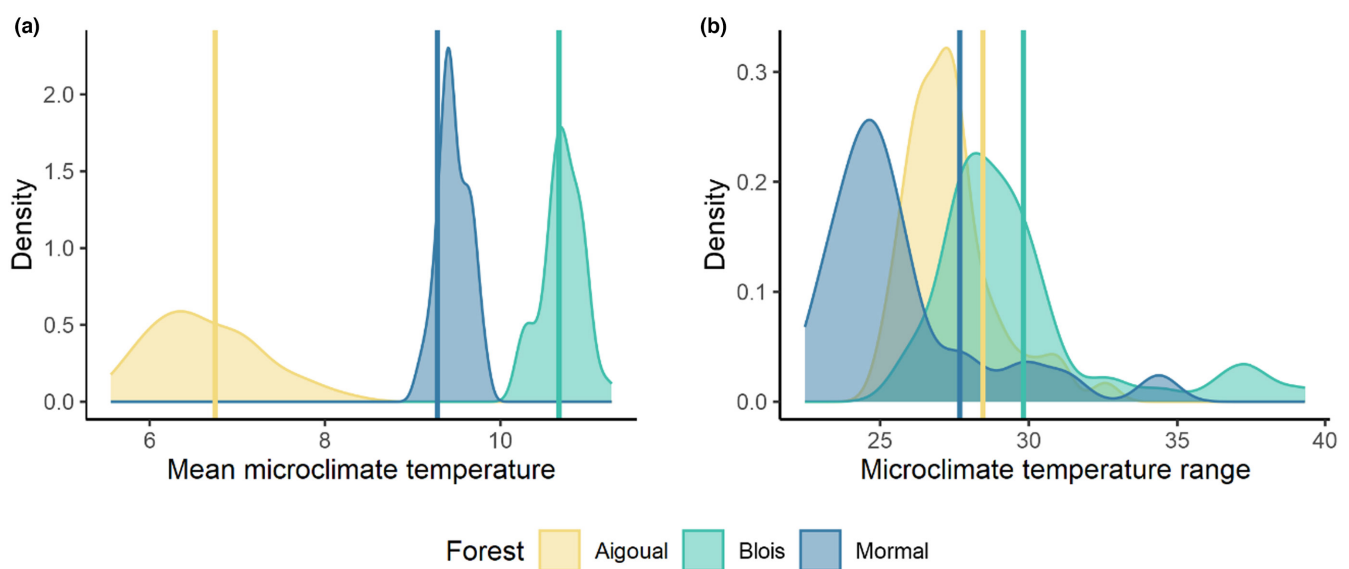 (a)
Density
2.0
1.5
1.0
0.5
0.0
6 8 10
Mean microclimate temperature
(b)
Density
0.3
0.2
0.1
0.0
25 30 35 40
Microclimate temperature range
Forest Aigoual Blois Mormal